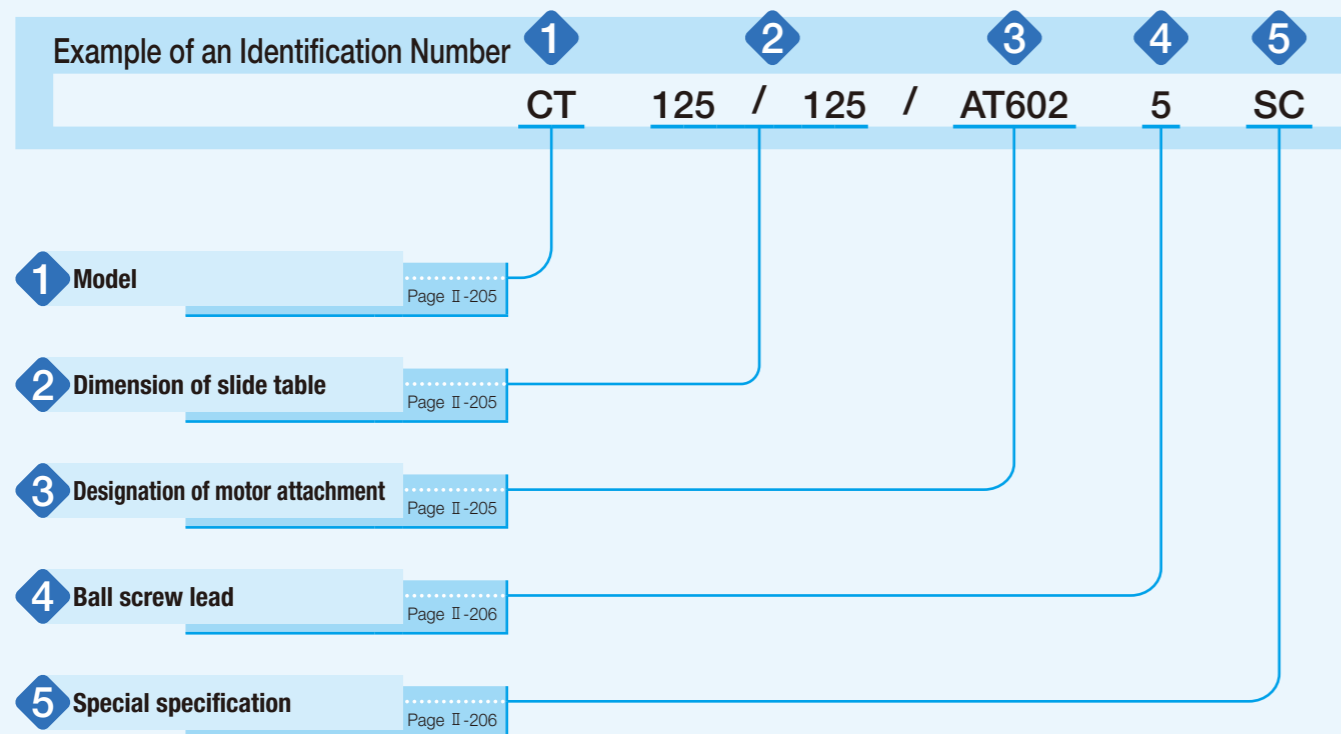 Example of an Identification Number 1 2 3 4 5
CT 125 / 125 / AT602 5 SC
1 Model
Page Ⅱ-205
2 Dimension of slide table
Page Ⅱ-205
3 Designation of motor attachment
Page Ⅱ-205
4 Ball screw lead
Page Ⅱ-206
5 Special specification
Page Ⅱ-206